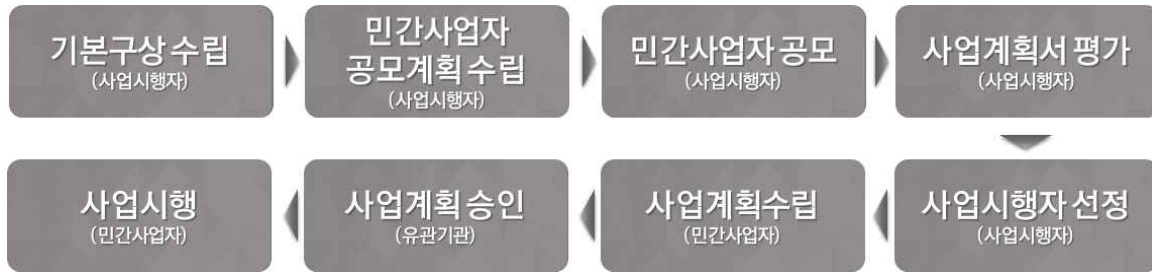 기본구상 수립
(사업시행자)
민간사업자
공모계획 수립
(사업시행자)
민간사업자 공모
(사업시행자)
사업계획서 평가
(사업시행자)
사업시행자 선정
(사업시행자)
사업계획수립
(민간사업자)
사업계획 승인
(유관기관)
사업시행
(민간사업자)